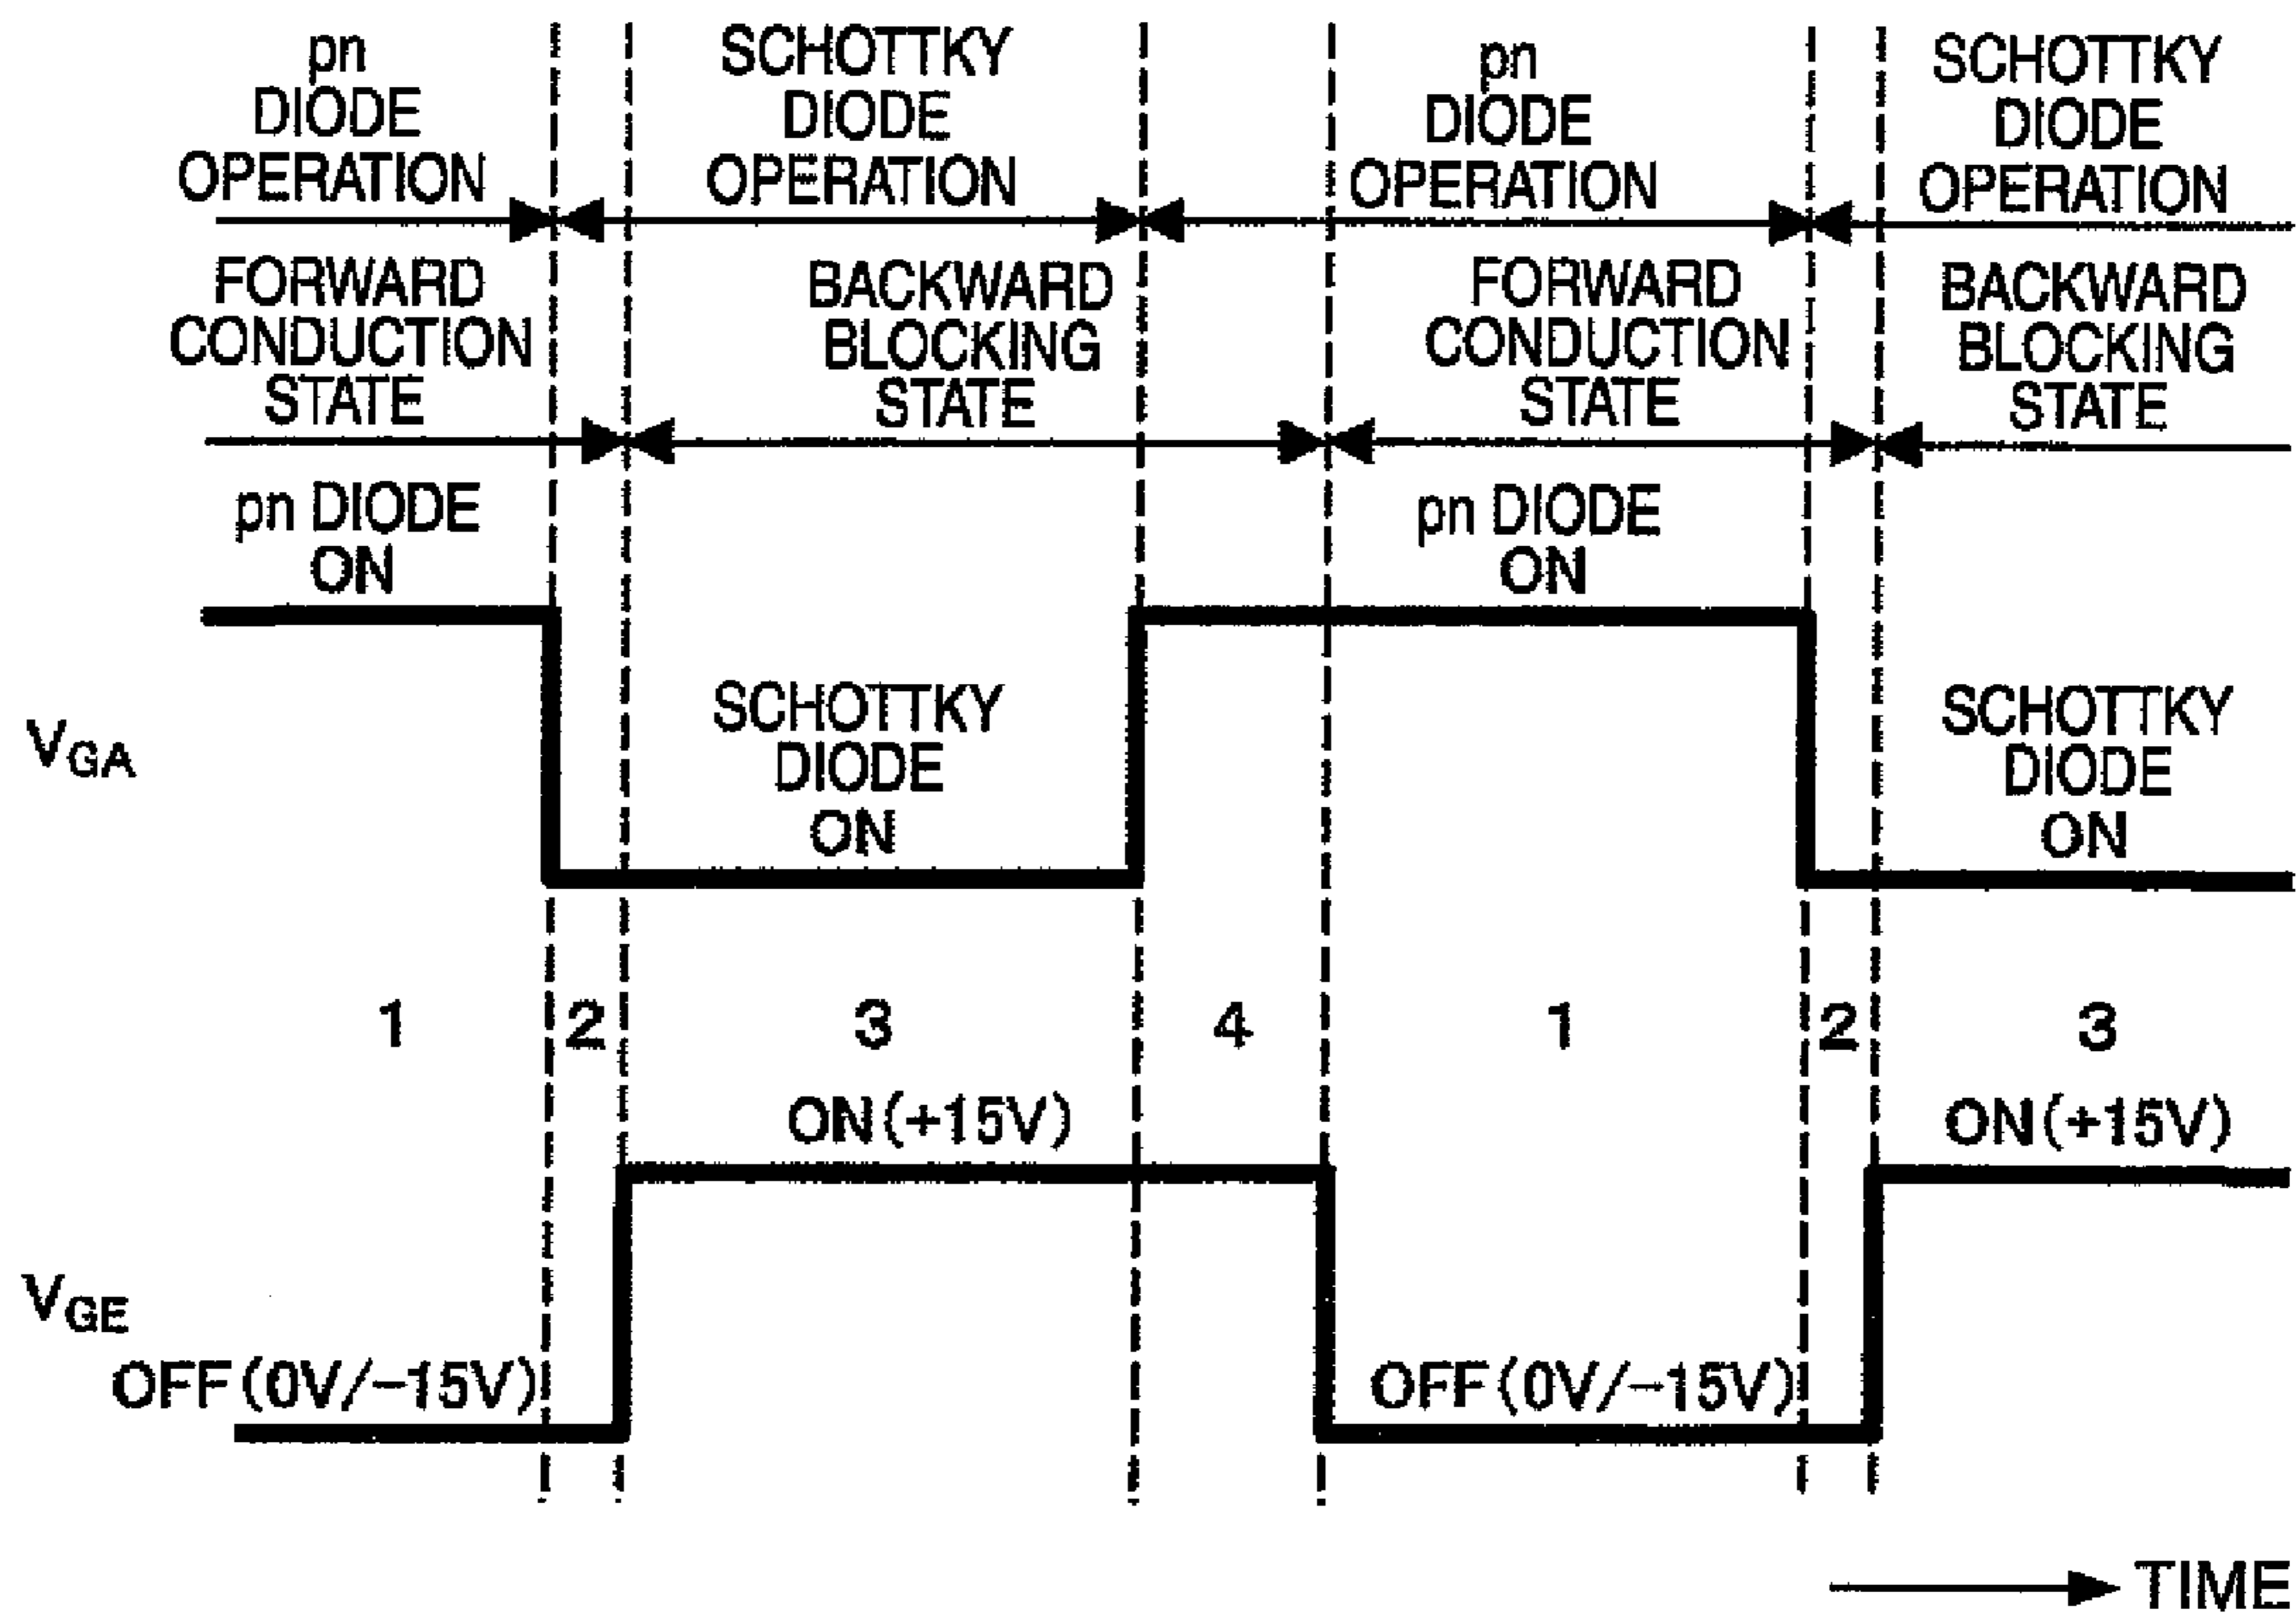 pn
DIODE
OPERATION
SCHOTTKY
DIODE
OPERATION
pn
DIODE
OPERATION
SCHOTTKY
DIODE
OPERATION
FORWARD
CONDUCTION
STATE
BACKWARD
BLOCKING
STATE
FORWARD
CONDUCTION
STATE
BACKWARD
BLOCKING
STATE
pn DIODE
ON
pn DIODE
ON
VGA
SCHOTTKY
DIODE
ON
SCHOTTKY
DIODE
ON
1
2
3
4
1
2
3
ON(+15V)
ON(+15V)
VGE
OFF(0V/−15V)
OFF(0V/−15V)
TIME